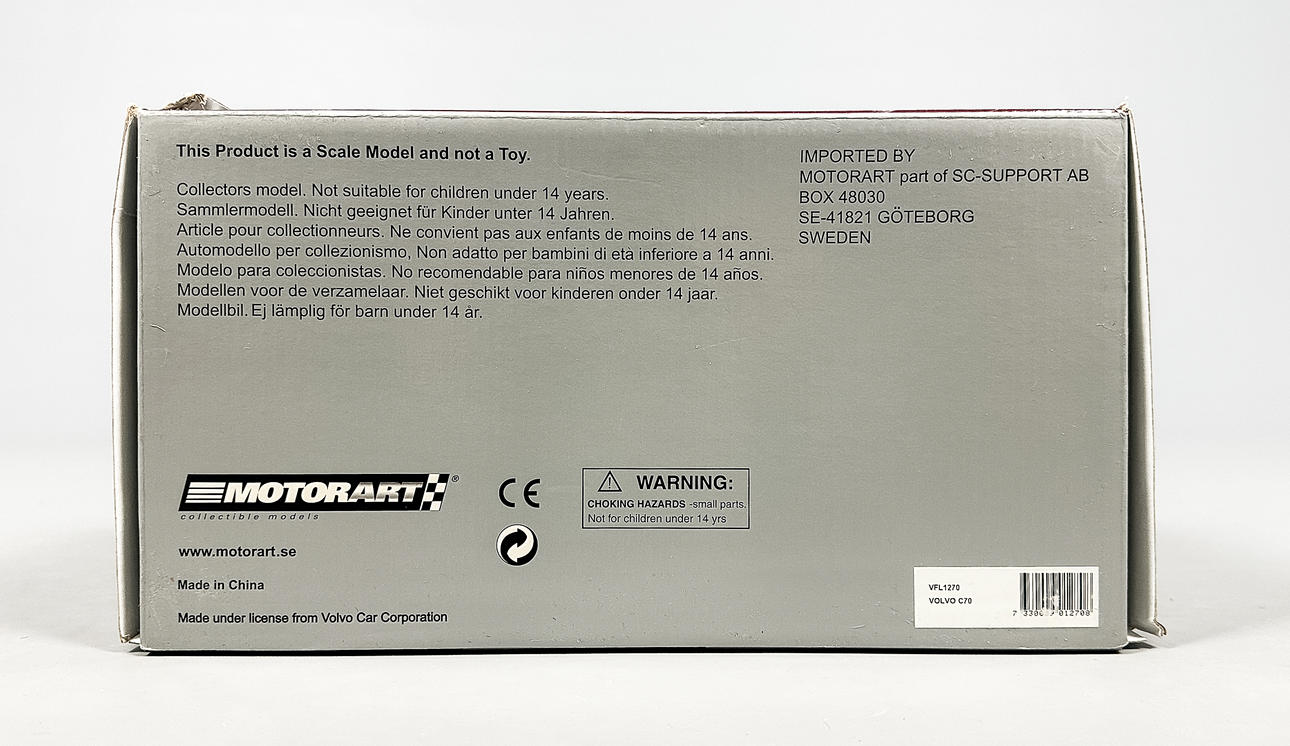 This Product is a Scale Model and not a Toy.
Collectors model. Not suitable for children under 14 years.
Sammlermodell. Nicht geeignet für Kinder unter 14 Jahren.
Article pour collectionneurs. Ne convient pas aux enfants de moins de 14 ans.
Automodello per collezionismo, Non adatto per bambini di età inferiore a 14 anni.
Modelo para coleccionistas. No recomendable para niños menores de 14 años.
Modellen voor de verzamelaar. Niet geschikt voor kinderen onder 14 jaar.
Modellbil. Ej lämplig för barn under 14 år.
IMPORTED BY
MOTORART part of SC-SUPPORT AB
BOX 48030
SE-41821 GÖTEBORG
SWEDEN
MOTORART®
collectible models
www.motorart.se
Made in China
Made under license from Volvo Car Corporation
CE
WARNING:
CHOKING HAZARDS -small parts.
Not for children under 14 yrs
VFL1270
VOLVO C70
012708